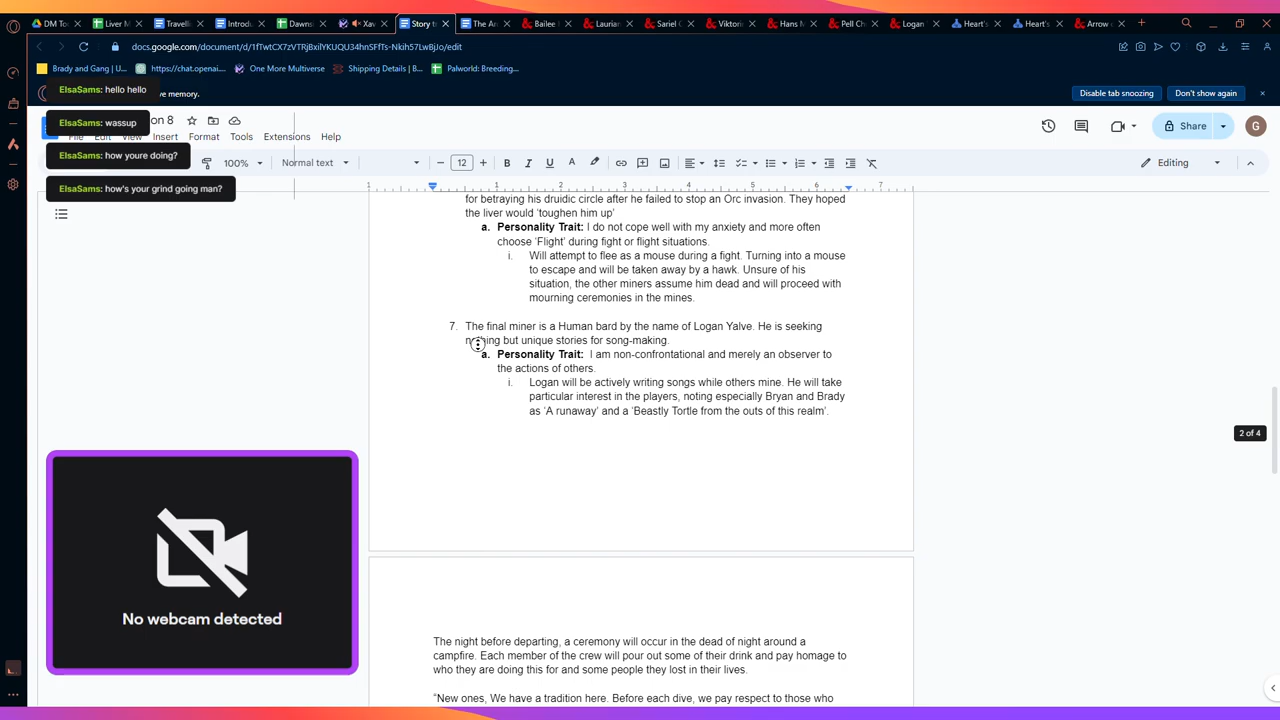 DM To
Liver M
Travelli
Introdu
Dawns
Xav
Story t
The An
Bailee
Laurian
Sariel C
Viktori
Hans M
Pell Ch
Logan
Heart's
Heart's
Arrow c
docs.google.com/document/d/1fTwtCX7zVTRjBxilYKUQU34hnSFfTs-Nkih57LwBjJo/edit
Brady and Gang | U...
https://chat.openai....
One More Multiverse
Shipping Details | B...
Palworld: Breeding...
ElsaSams: hello hello
ve memory.
Disable tab snoozing
Don't show again
ElsaSams: wassup
on 8
File Edit View Insert Format Tools Extensions Help
Share
G
ElsaSams: how youre doing?
100%
Normal text
12
Editing
ElsaSams: how's your grind going man?
1 1 2 3 4 5 6 7
for betraying his druidic circle after he failed to stop an Orc invasion. They hoped
the liver would 'toughen him up'
a. Personality Trait: I do not cope well with my anxiety and more often
choose 'Flight' during fight or flight situations.
i. Will attempt to flee as a mouse during a fight. Turning into a mouse
to escape and will be taken away by a hawk. Unsure of his
situation, the other miners assume him dead and will proceed with
mourning ceremonies in the mines.
7. The final miner is a Human bard by the name of Logan Yalve. He is seeking
nothing but unique stories for song-making.
a. Personality Trait: I am non-confrontational and merely an observer to
the actions of others.
i. Logan will be actively writing songs while others mine. He will take
particular interest in the players, noting especially Bryan and Brady
as 'A runaway' and a 'Beastly Tortle from the outs of this realm'.
2 of 4
No webcam detected
The night before departing, a ceremony will occur in the dead of night around a
campfire. Each member of the crew will pour out some of their drink and pay homage to
who they are doing this for and some people they lost in their lives.
"New ones, We have a tradition here. Before each dive, we pay respect to those who